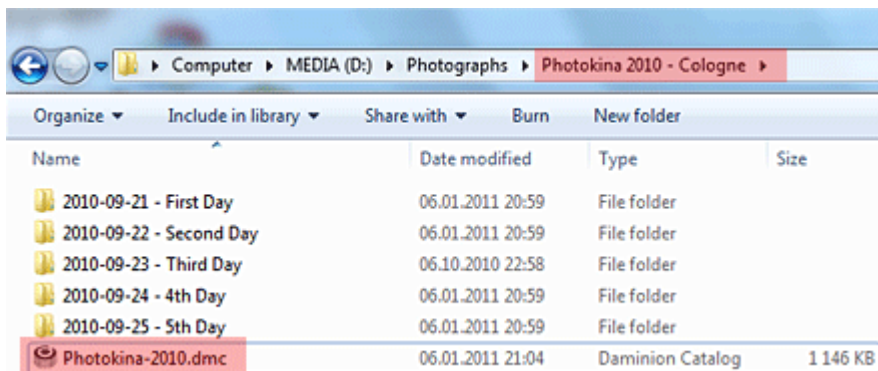 Computer MEDIA (D:) Photographs Photokina 2010 - Cologne
Organize Include in library Share with Burn New folder
Name Date modified Type Size
2010-09-21 - First Day 06.01.2011 20:59 File folder
2010-09-22 - Second Day 06.01.2011 20:59 File folder
2010-09-23 - Third Day 06.10.2010 22:58 File folder
2010-09-24 - 4th Day 06.01.2011 20:59 File folder
2010-09-25 - 5th Day 06.01.2011 20:59 File folder
Photokina-2010.dmc 06.01.2011 21:04 Daminion Catalog 1 146 KB